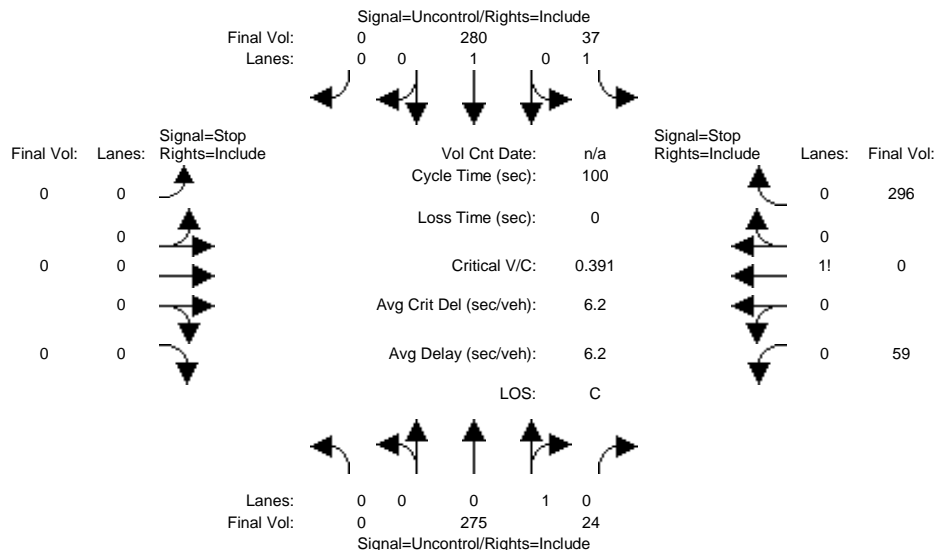 Signal=Uncontrol/Rights=Include
Final Vol: 0 280 37
Lanes: 0 0 1 0 1
Signal=Stop
Final Vol: Lanes: Rights=Include
Vol Cnt Date: n/a
Signal=Stop
Rights=Include Lanes: Final Vol:
Cycle Time (sec): 100
0 0
0 296
Loss Time (sec): 0
0
0
0 0
Critical V/C: 0.391
1! 0
0
Avg Crit Del (sec/veh): 6.2
0
0 0
Avg Delay (sec/veh): 6.2
0 59
LOS: C
Lanes: 0 0 0 1 0
Final Vol: 0 275 24
Signal=Uncontrol/Rights=Include